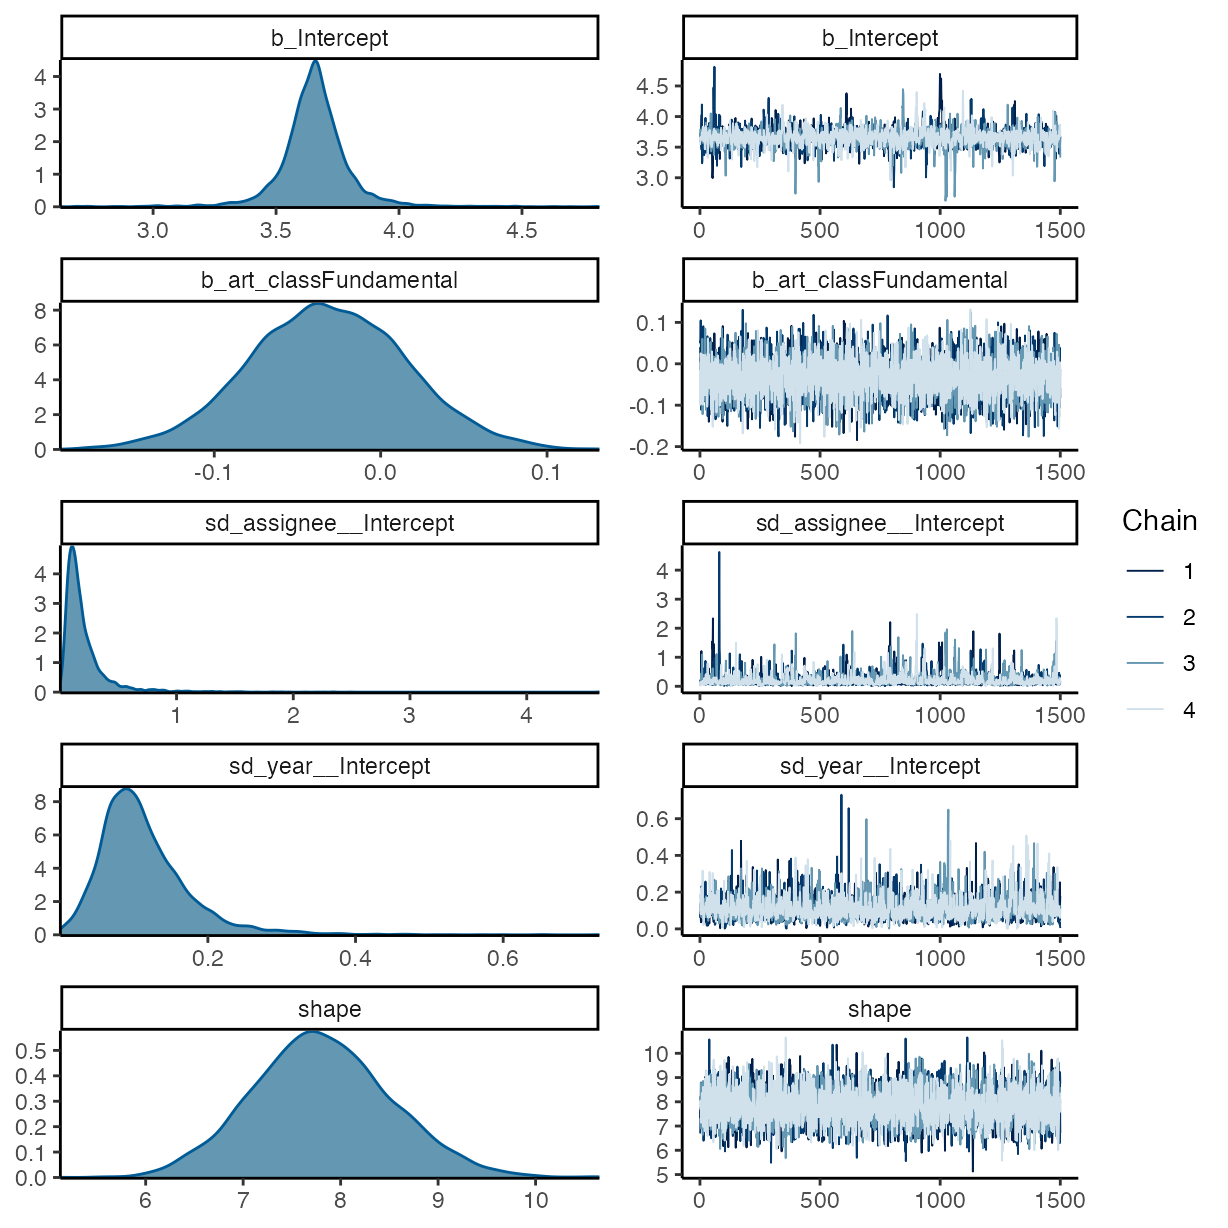 b_Intercept
4
3
2
1
0
3.0 3.5 4.0 4.5
b_Intercept
4.5
4.0
3.5
3.0
0 500 1000 1500
b_art_classFundamental
8
6
4
2
0
-0.1 0.0 0.1
b_art_classFundamental
0.1
0.0
-0.1
-0.2
0 500 1000 1500
sd_assignee__Intercept
4
3
2
1
0
1 2 3 4
sd_assignee__Intercept
4
3
2
1
0
0 500 1000 1500
sd_year__Intercept
8
6
4
2
0
0.2 0.4 0.6
sd_year__Intercept
0.6
0.4
0.2
0.0
0 500 1000 1500
shape
0.5
0.4
0.3
0.2
0.1
0.0
6 7 8 9 10
shape
10
9
8
7
6
5
0 500 1000 1500
Chain
1
2
3
4